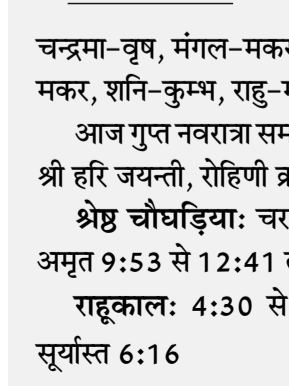 चन्द्रमा–वृष, मंगल–मकर
मकर, शनि–कुम्भ, राहु–
आज गुप्त नवरात्रा
श्री हरि जयन्ती, रोहिणी
श्रेष्ठ चौघड़ियाः चर
अमृत 9:53 से 12:41
राहूकालः 4:30 से
सूर्यास्त 6:16